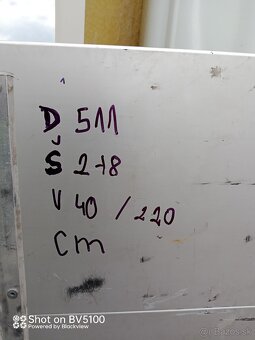 D 511
Š 218
V 40 / 220
cm
Shot on BV5100
Powered by Blackview